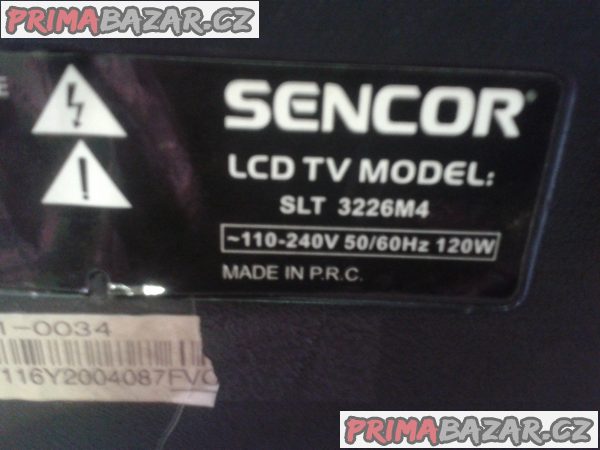 PRIMABAZAR.CZ
E
SENCOR
LCD TV MODEL:
SLT 3226M4
~110-240V 50/60Hz 120W
MADE IN P.R.C.
1-0034
116Y2004087FVC
PRIMABAZAR.CZ